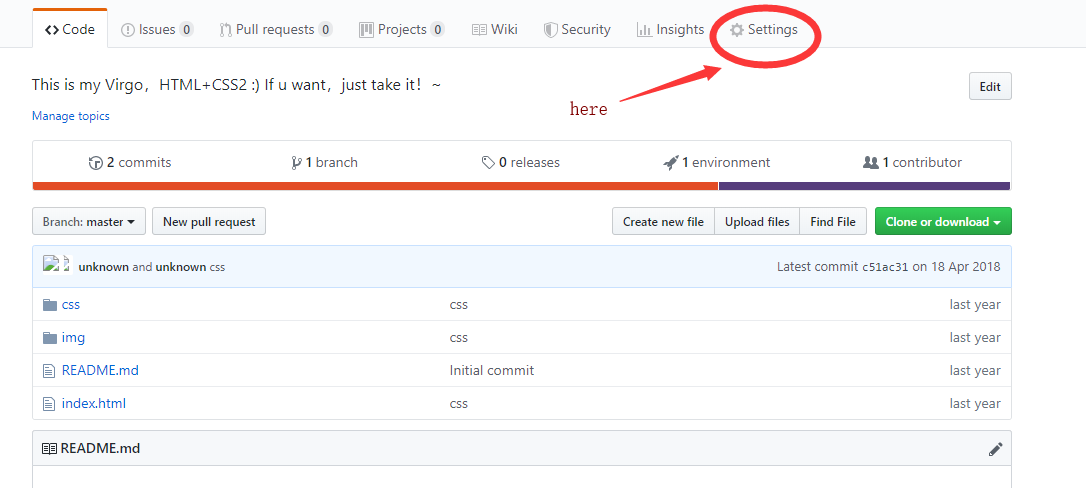 Code Issues 0 Pull requests 0 Projects 0 Wiki Security Insights Settings
This is my Virgo，HTML+CSS2 :) If u want，just take it！~
Edit
here
Manage topics
2 commits 1 branch 0 releases 1 environment 1 contributor
Branch: master New pull request Create new file Upload files Find File Clone or download
unknown and unknown css Latest commit c51ac31 on 18 Apr 2018
css css last year
img css last year
README.md Initial commit last year
index.html css last year
README.md